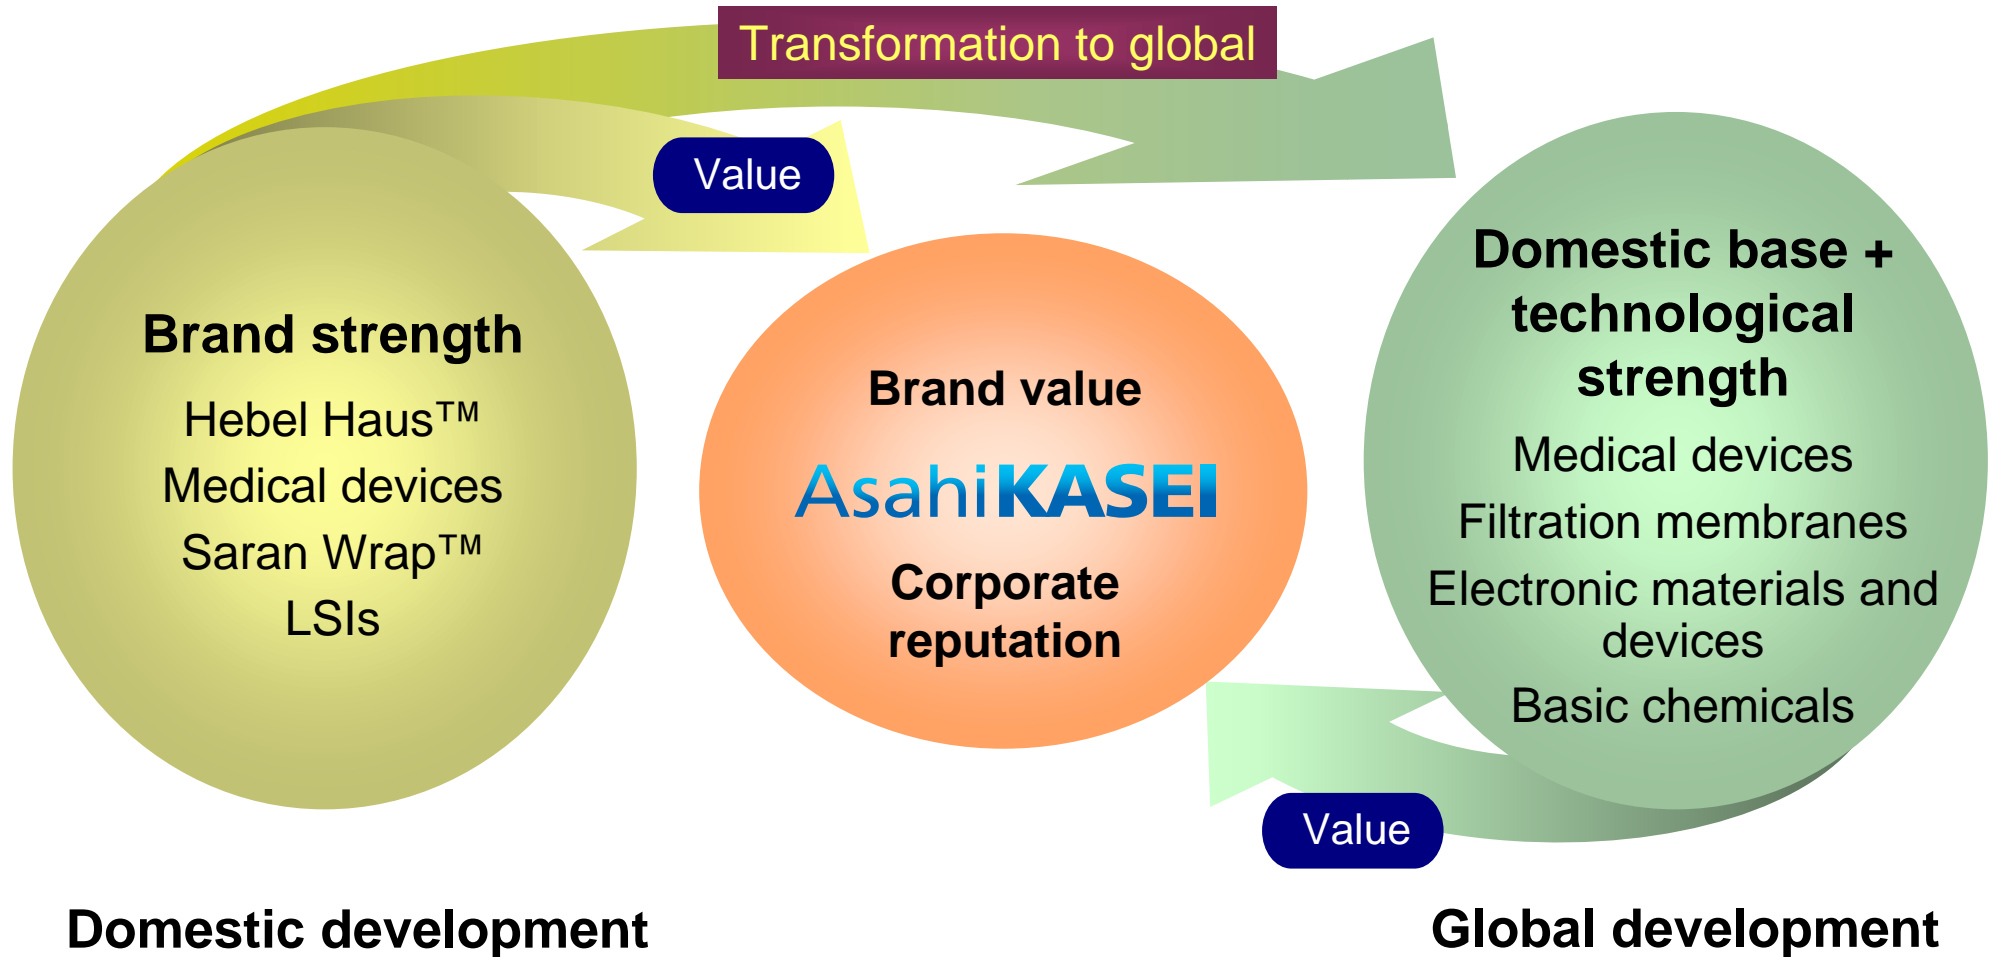 Transformation to global
Value
Brand strength
Hebel Haus™
Medical devices
Saran Wrap™
LSIs
Brand value
AsahiKASEI
Corporate
reputation
Domestic base +
technological
strength
Medical devices
Filtration membranes
Electronic materials and
devices
Basic chemicals
Value
Domestic development
Global development